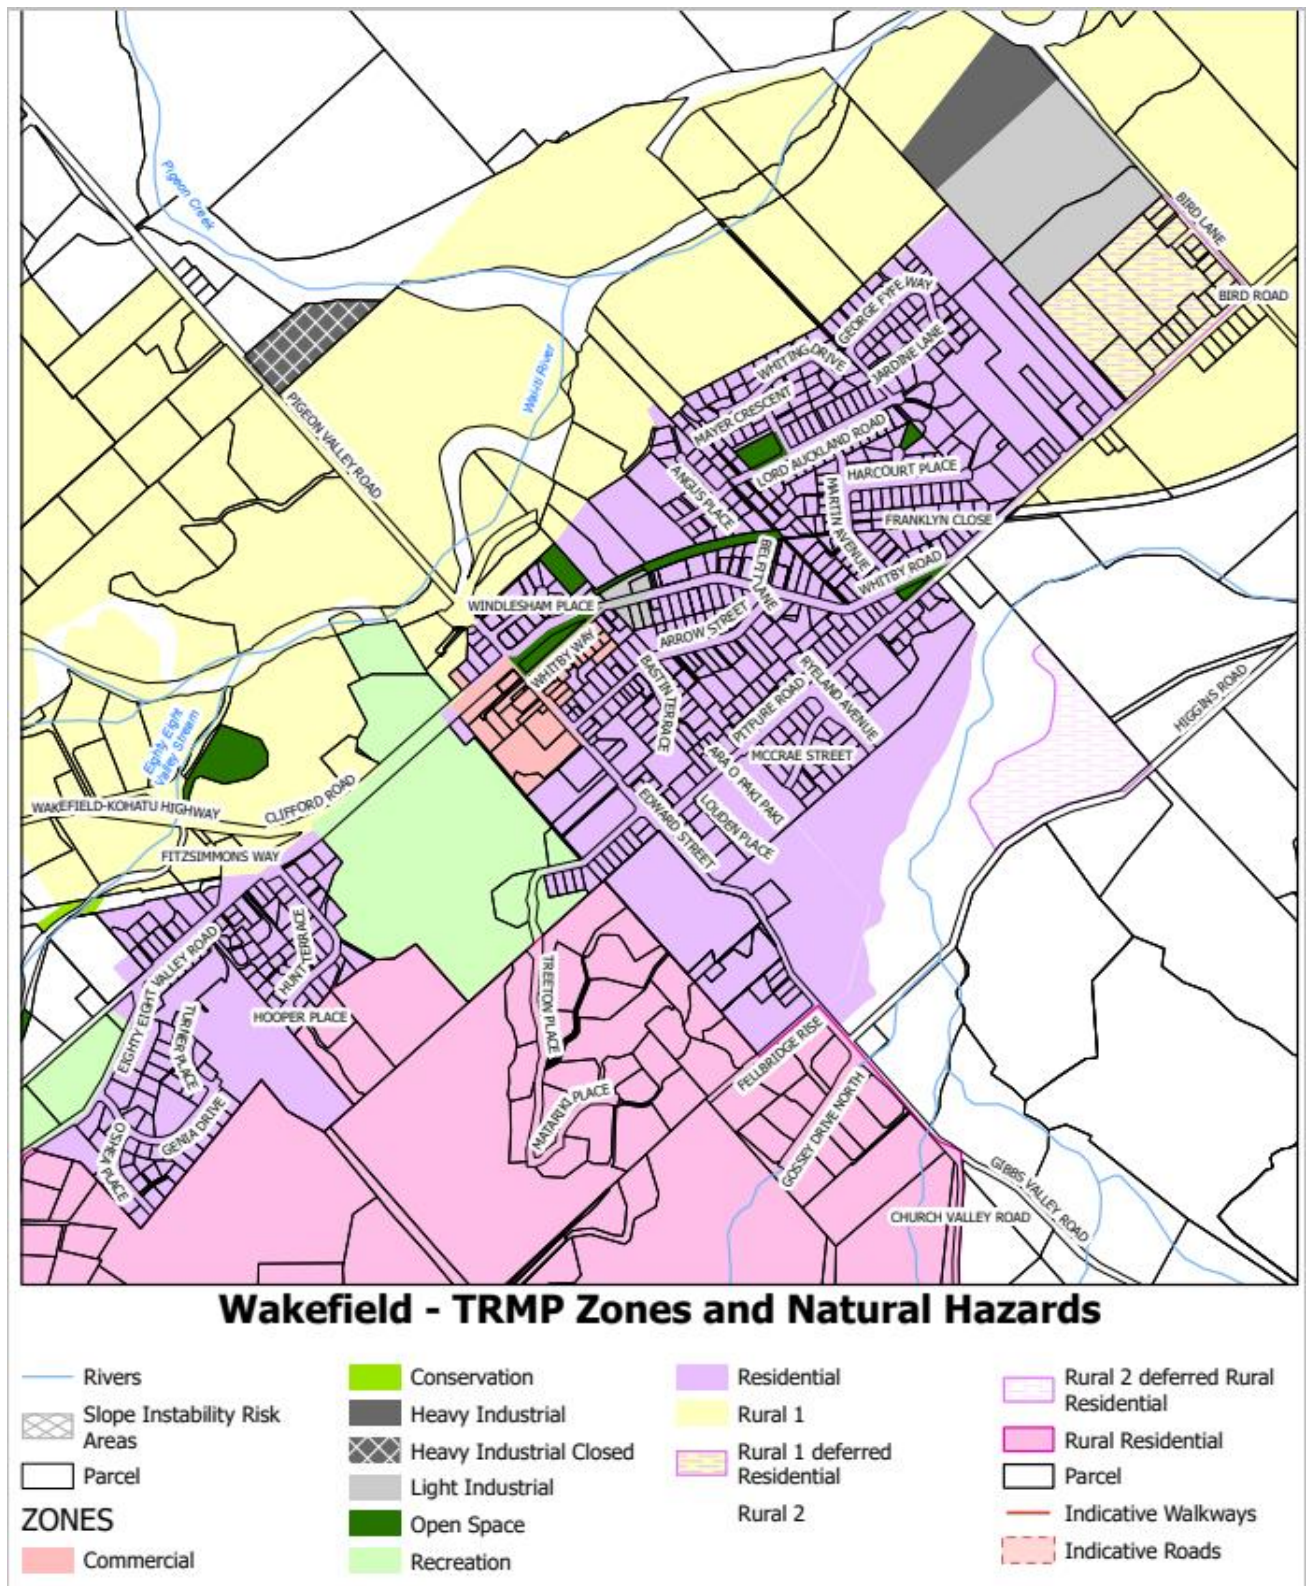 Pigeon Creek
BIRD LANE
BIRD ROAD
GEORGE FYFE WAY
WHITING DRIVE
JARDINE LANE
Wai-iti River
MAYER CRESCENT
PIGEON VALLEY ROAD
LORD AUCKLAND ROAD
HARCOURT PLACE
ANGUS PLACE
MARTIN AVENUE
FRANKLYN CLOSE
BELFIT LANE
WHITBY ROAD
WINDLESHAM PLACE
ARROW STREET
WHITBY WAY
BASTIN TERRACE
RYELAND AVENUE
PITFURE ROAD
HIGGINS ROAD
Eighty Eight
Valley Stream
MCCRAE STREET
ARA O PAKI PAKI
WAKEFIELD-KOHATU HIGHWAY
CLIFFORD ROAD
EDWARD STREET
LOUDEN PLACE
FITZSIMMONS WAY
HUNT TERRACE
EIGHTY EIGHT VALLEY ROAD
TREETON PLACE
HOOPER PLACE
TURNER PLACE
FELLBRIDGE RISE
MATARIKI PLACE
GENIA DRIVE
GOSSEY DRIVE NORTH
OSHEA PLACE
GIBBS VALLEY ROAD
CHURCH VALLEY ROAD
Wakefield - TRMP Zones and Natural Hazards
Rivers
Slope Instability Risk
Areas
Parcel
ZONES
Commercial
Conservation
Heavy Industrial
Heavy Industrial Closed
Light Industrial
Open Space
Recreation
Residential
Rural 1
Rural 1 deferred
Residential
Rural 2
Rural 2 deferred Rural
Residential
Rural Residential
Parcel
Indicative Walkways
Indicative Roads